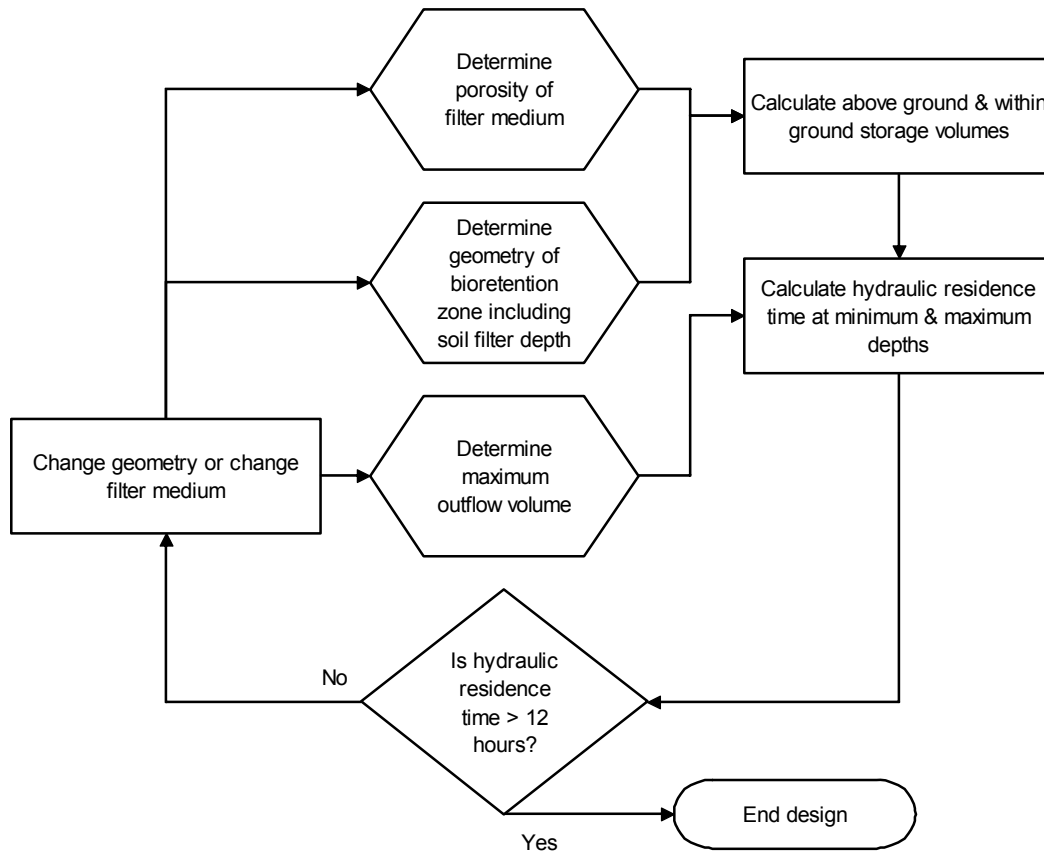 Determine
porosity of
filter medium
Calculate above ground & within
ground storage volumes
Determine
geometry of
bioretention
zone including
soil filter depth
Calculate hydraulic residence
time at minimum & maximum
depths
Change geometry or change
filter medium
Determine
maximum
outflow volume
Is hydraulic
residence
time > 12
hours?
No
Yes
End design